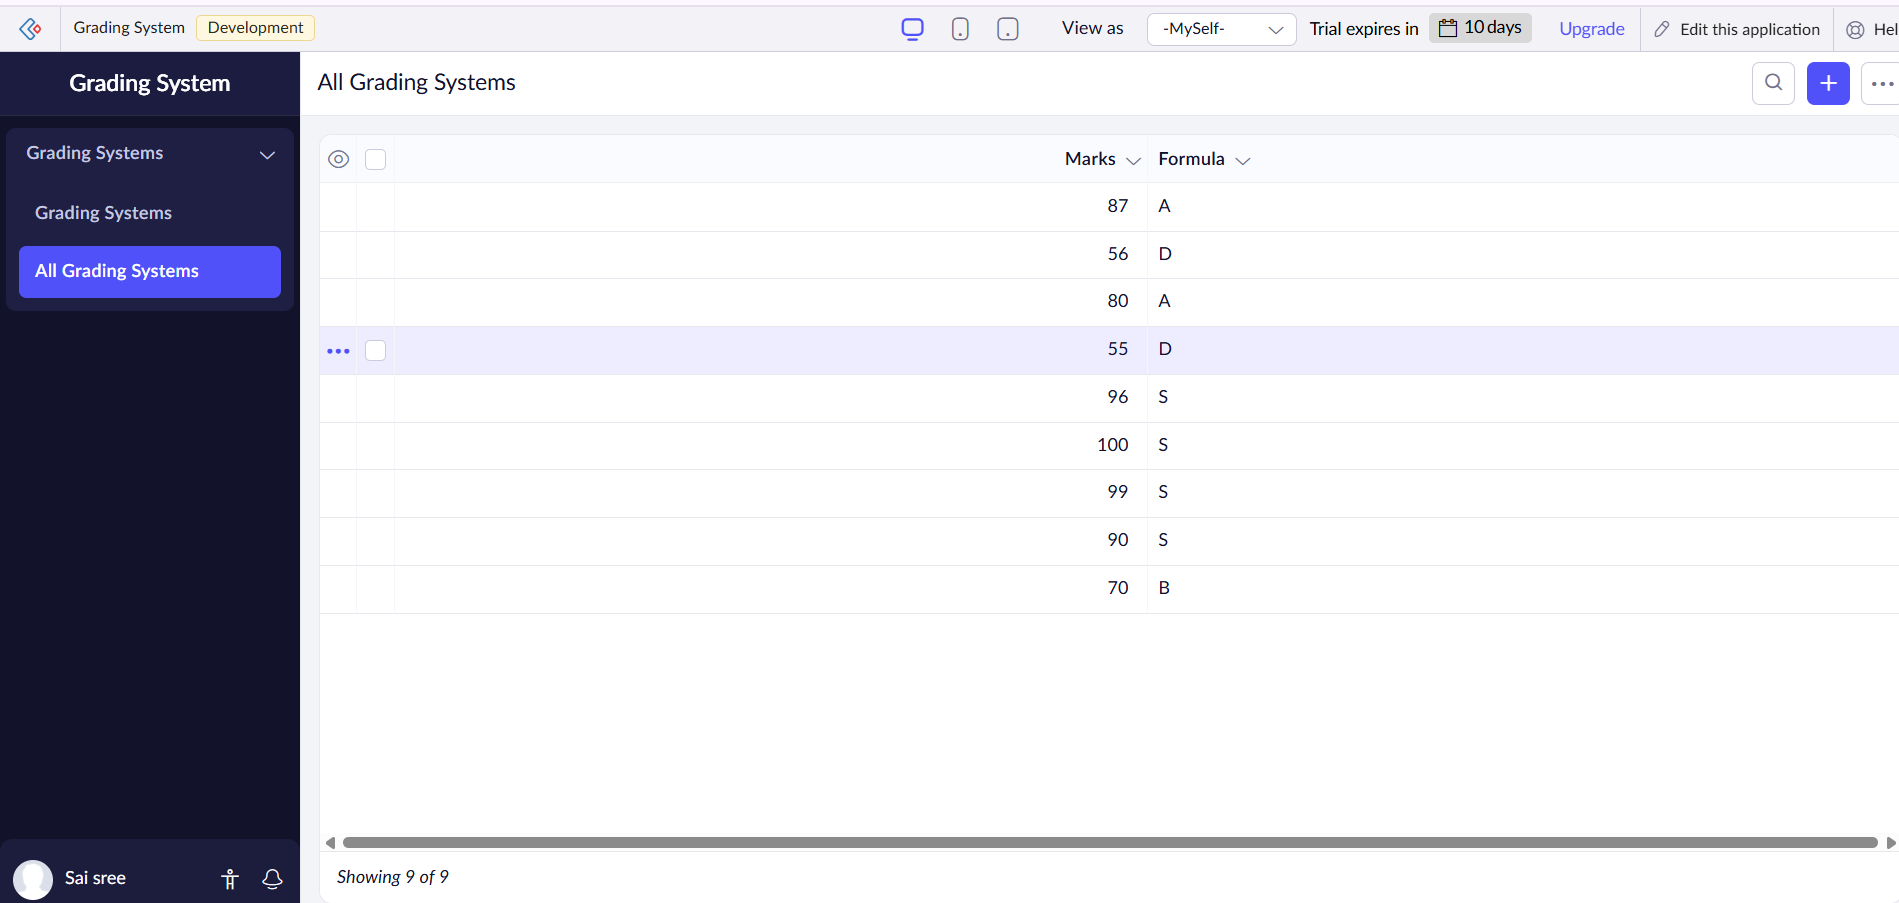 Grading System Development View as -MySelf- Trial expires in 10 days Upgrade Edit this application Hel
Grading System
All Grading Systems
Grading Systems
Grading Systems
All Grading Systems
Marks Formula
87 A
56 D
80 A
55 D
96 S
100 S
99 S
90 S
70 B
Showing 9 of 9
Sai sree